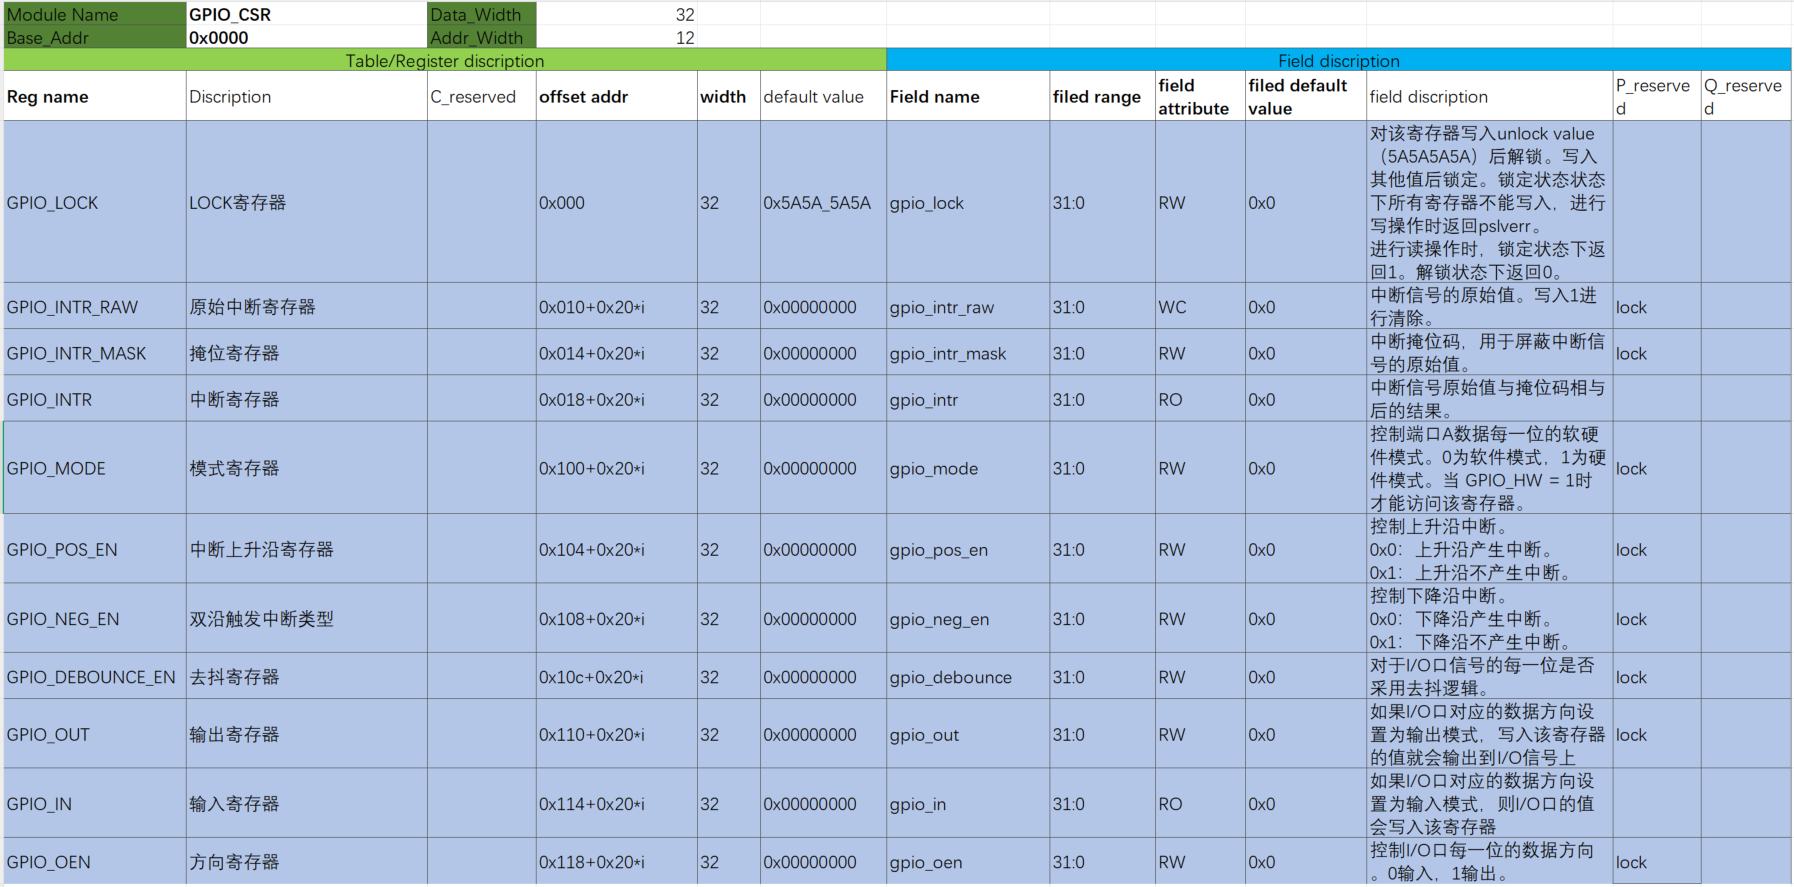 Module Name GPIO_CSR Data_Width 32
Base_Addr 0x0000 Addr_Width 12
Table/Register discription Field discription
Reg name Discription C_reserved offset addr width default value Field name filed range field attribute filed default value field discription P_reserved Q_reserved
GPIO_LOCK LOCK寄存器 0x000 32 0x5A5A_5A5A gpio_lock 31:0 RW 0x0
对该寄存器写入unlock value
（5A5A5A5A）后解锁。写入
其他值后锁定。锁定状态状态
下所有寄存器不能写入，进行
写操作时返回pslverr。
进行读操作时，锁定状态下返
回1。解锁状态下返回0。
GPIO_INTR_RAW 原始中断寄存器 0x010+0x20*i 32 0x00000000 gpio_intr_raw 31:0 WC 0x0
中断信号的原始值。写入1进
行清除。
lock
GPIO_INTR_MASK 掩位寄存器 0x014+0x20*i 32 0x00000000 gpio_intr_mask 31:0 RW 0x0
中断掩位码，用于屏蔽中断信
号的原始值。
lock
GPIO_INTR 中断寄存器 0x018+0x20*i 32 0x00000000 gpio_intr 31:0 RO 0x0
中断信号原始值与掩位码相与
后的结果。
GPIO_MODE 模式寄存器 0x100+0x20*i 32 0x00000000 gpio_mode 31:0 RW 0x0
控制端口A数据每一位的软硬
件模式。0为软件模式，1为硬
件模式。当 GPIO_HW = 1时
才能访问该寄存器。
lock
GPIO_POS_EN 中断上升沿寄存器 0x104+0x20*i 32 0x00000000 gpio_pos_en 31:0 RW 0x0
控制上升沿中断。
0x0：上升沿产生中断。
0x1：上升沿不产生中断。
lock
GPIO_NEG_EN 双沿触发中断类型 0x108+0x20*i 32 0x00000000 gpio_neg_en 31:0 RW 0x0
控制下降沿中断。
0x0：下降沿产生中断。
0x1：下降沿不产生中断。
lock
GPIO_DEBOUNCE_EN 去抖寄存器 0x10c+0x20*i 32 0x00000000 gpio_debounce 31:0 RW 0x0
对于I/O口信号的每一位是否
采用去抖逻辑。
lock
GPIO_OUT 输出寄存器 0x110+0x20*i 32 0x00000000 gpio_out 31:0 RW 0x0
如果I/O口对应的数据方向设
置为输出模式，写入该寄存器
的值就会输出到I/O信号上
lock
GPIO_IN 输入寄存器 0x114+0x20*i 32 0x00000000 gpio_in 31:0 RO 0x0
如果I/O口对应的数据方向设
置为输入模式，则I/O口的值
会写入该寄存器
GPIO_OEN 方向寄存器 0x118+0x20*i 32 0x00000000 gpio_oen 31:0 RW 0x0
控制I/O口每一位的数据方向
。0输入，1输出。
lock